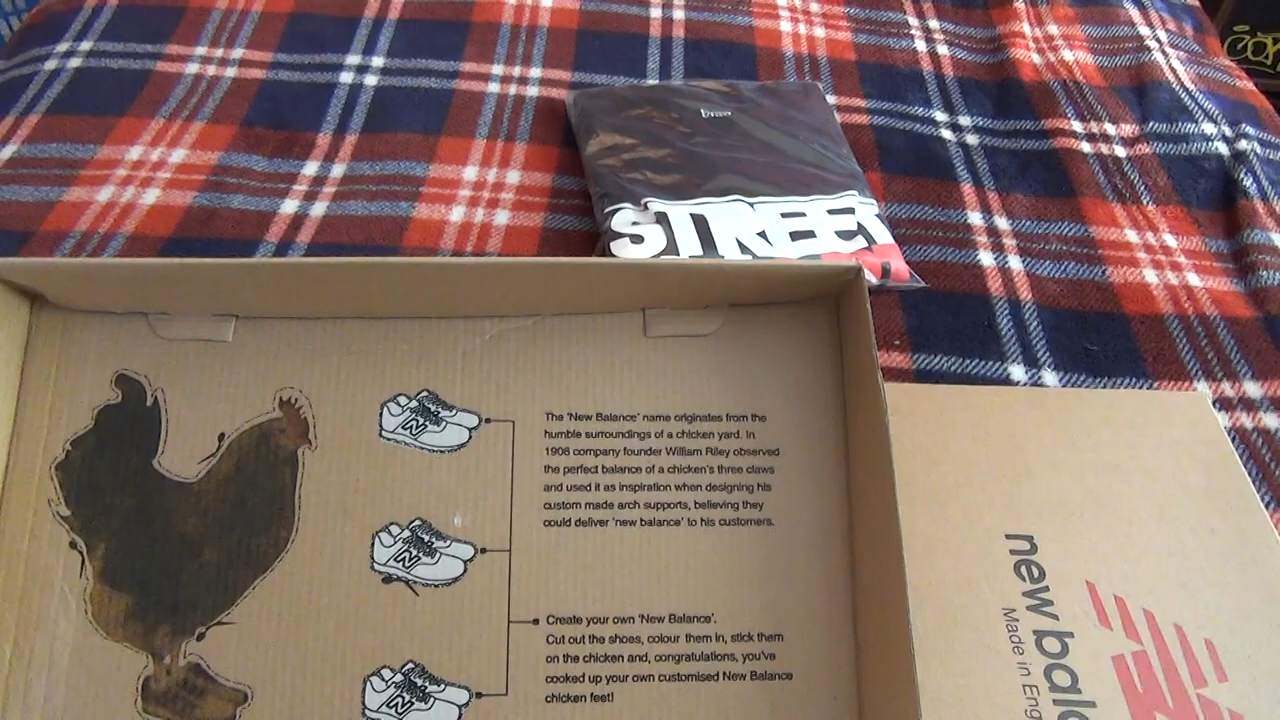 STREET
The 'New Balance' name originates from the
humble surroundings of a chicken yard. In
1906 company founder William Riley observed
the perfect balance of a chicken's three claws
and used it as inspiration when designing his
custom made arch supports, believing they
could deliver 'new balance' to his customers.
N
N
N
Create your own 'New Balance'.
Cut out the shoes, colour them in, stick them
on the chicken and, congratulations, you've
cooked up your own customised New Balance
chicken feet!
new bala
Made in Eng